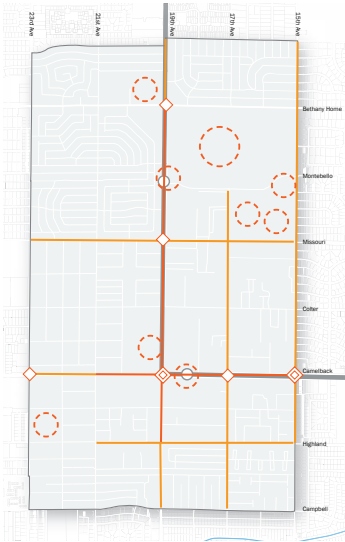 23rd Ave
21st Ave
19th Ave
17th Ave
15th Ave
Bethany Home
Montebello
Missouri
Colter
Camelback
Highland
Campbell